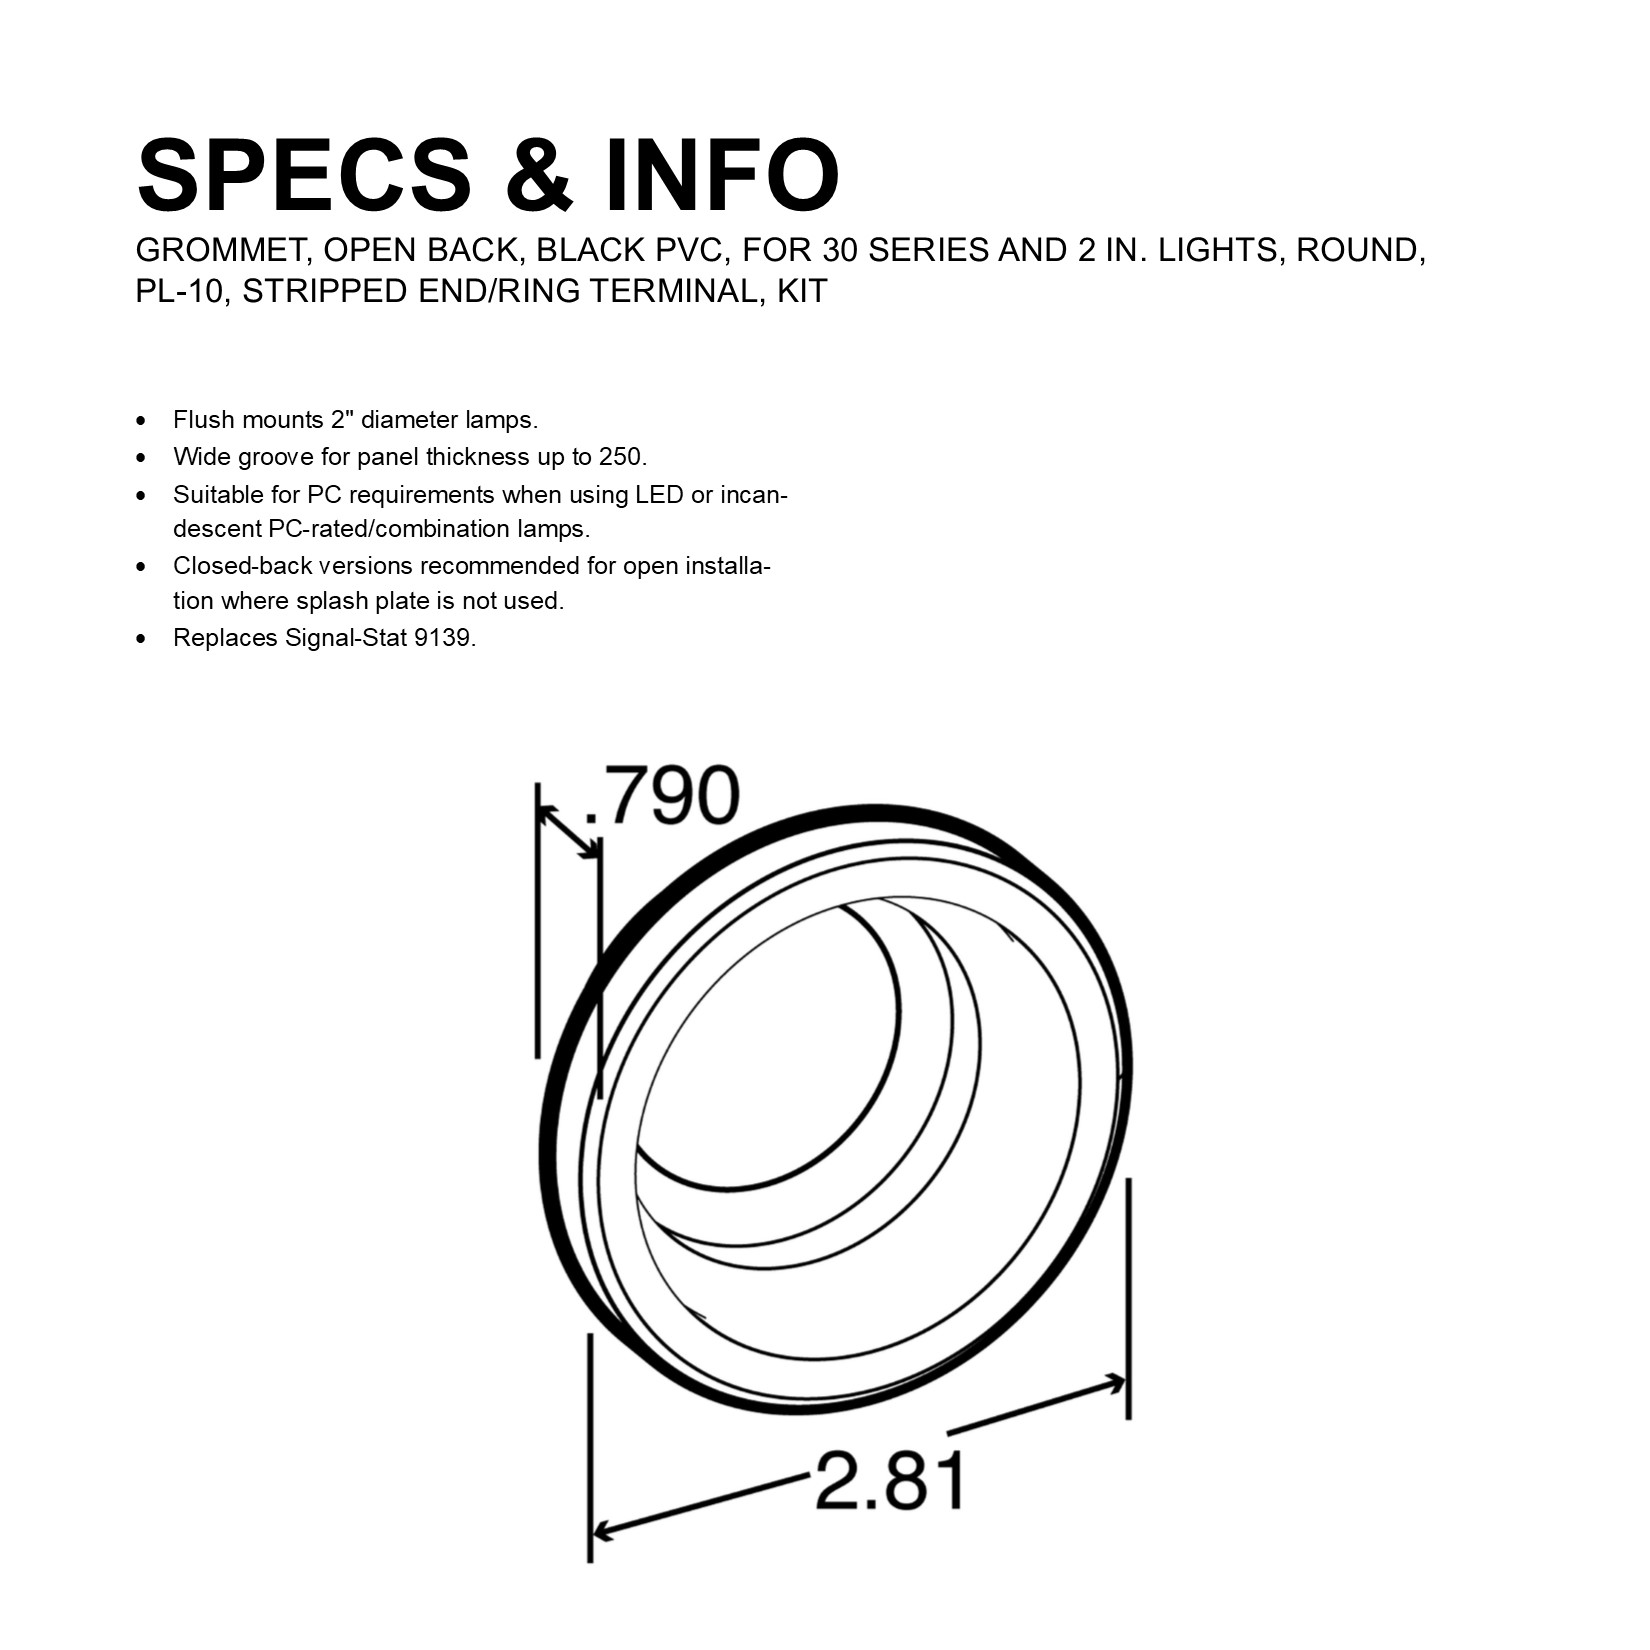 SPECS & INFO
GROMMET, OPEN BACK, BLACK PVC, FOR 30 SERIES AND 2 IN. LIGHTS, ROUND,
PL-10, STRIPPED END/RING TERMINAL, KIT
• Flush mounts 2" diameter lamps.
• Wide groove for panel thickness up to 250.
• Suitable for PC requirements when using LED or incan-
descent PC-rated/combination lamps.
• Closed-back versions recommended for open installa-
tion where splash plate is not used.
• Replaces Signal-Stat 9139.
.790
2.81